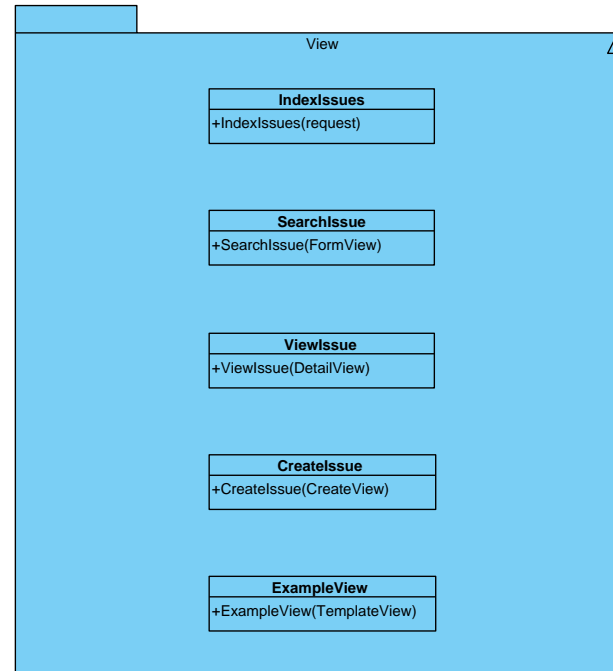 View
IndexIssues
+IndexIssues(request)
SearchIssue
+SearchIssue(FormView)
ViewIssue
+ViewIssue(DetailView)
CreateIssue
+CreateIssue(CreateView)
ExampleView
+ExampleView(TemplateView)